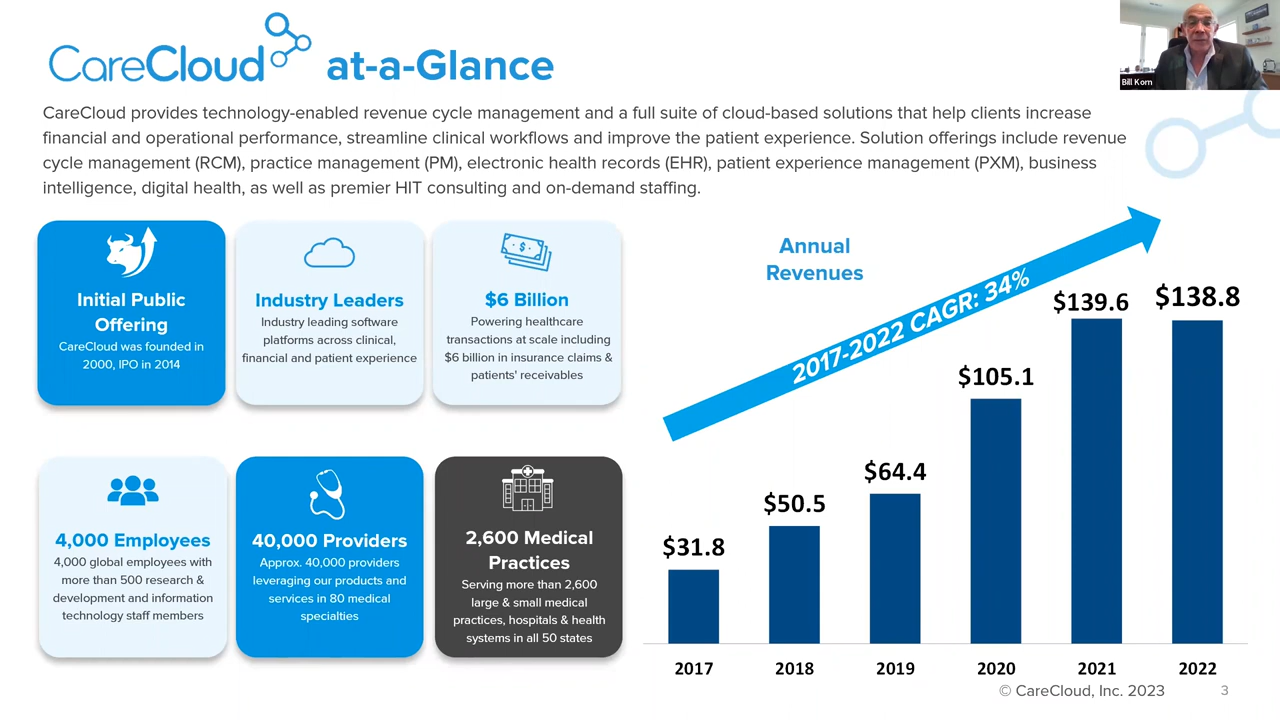 CareCloud at-a-Glance
Bill Korn
CareCloud provides technology-enabled revenue cycle management and a full suite of cloud-based solutions that help clients increase
financial and operational performance, streamline clinical workflows and improve the patient experience. Solution offerings include revenue
cycle management (RCM), practice management (PM), electronic health records (EHR), patient experience management (PXM), business
intelligence, digital health, as well as premier HIT consulting and on-demand staffing.
Initial Public
Offering
CareCloud was founded in
2000, IPO in 2014
Industry Leaders
Industry leading software
platforms across clinical,
financial and patient experience
$6 Billion
Powering healthcare
transactions at scale including
$6 billion in insurance claims &
patients' receivables
4,000 Employees
4,000 global employees with
more than 500 research &
development and information
technology staff members
40,000 Providers
Approx. 40,000 providers
leveraging our products and
services in 80 medical
specialties
2,600 Medical
Practices
Serving more than 2,600
large & small medical
practices, hospitals & health
systems in all 50 states
Annual
Revenues
2017-2022 CAGR: 34%
$31.8
$50.5
$64.4
$105.1
$139.6
$138.8
2017 2018 2019 2020 2021 2022
© CareCloud, Inc. 2023 3